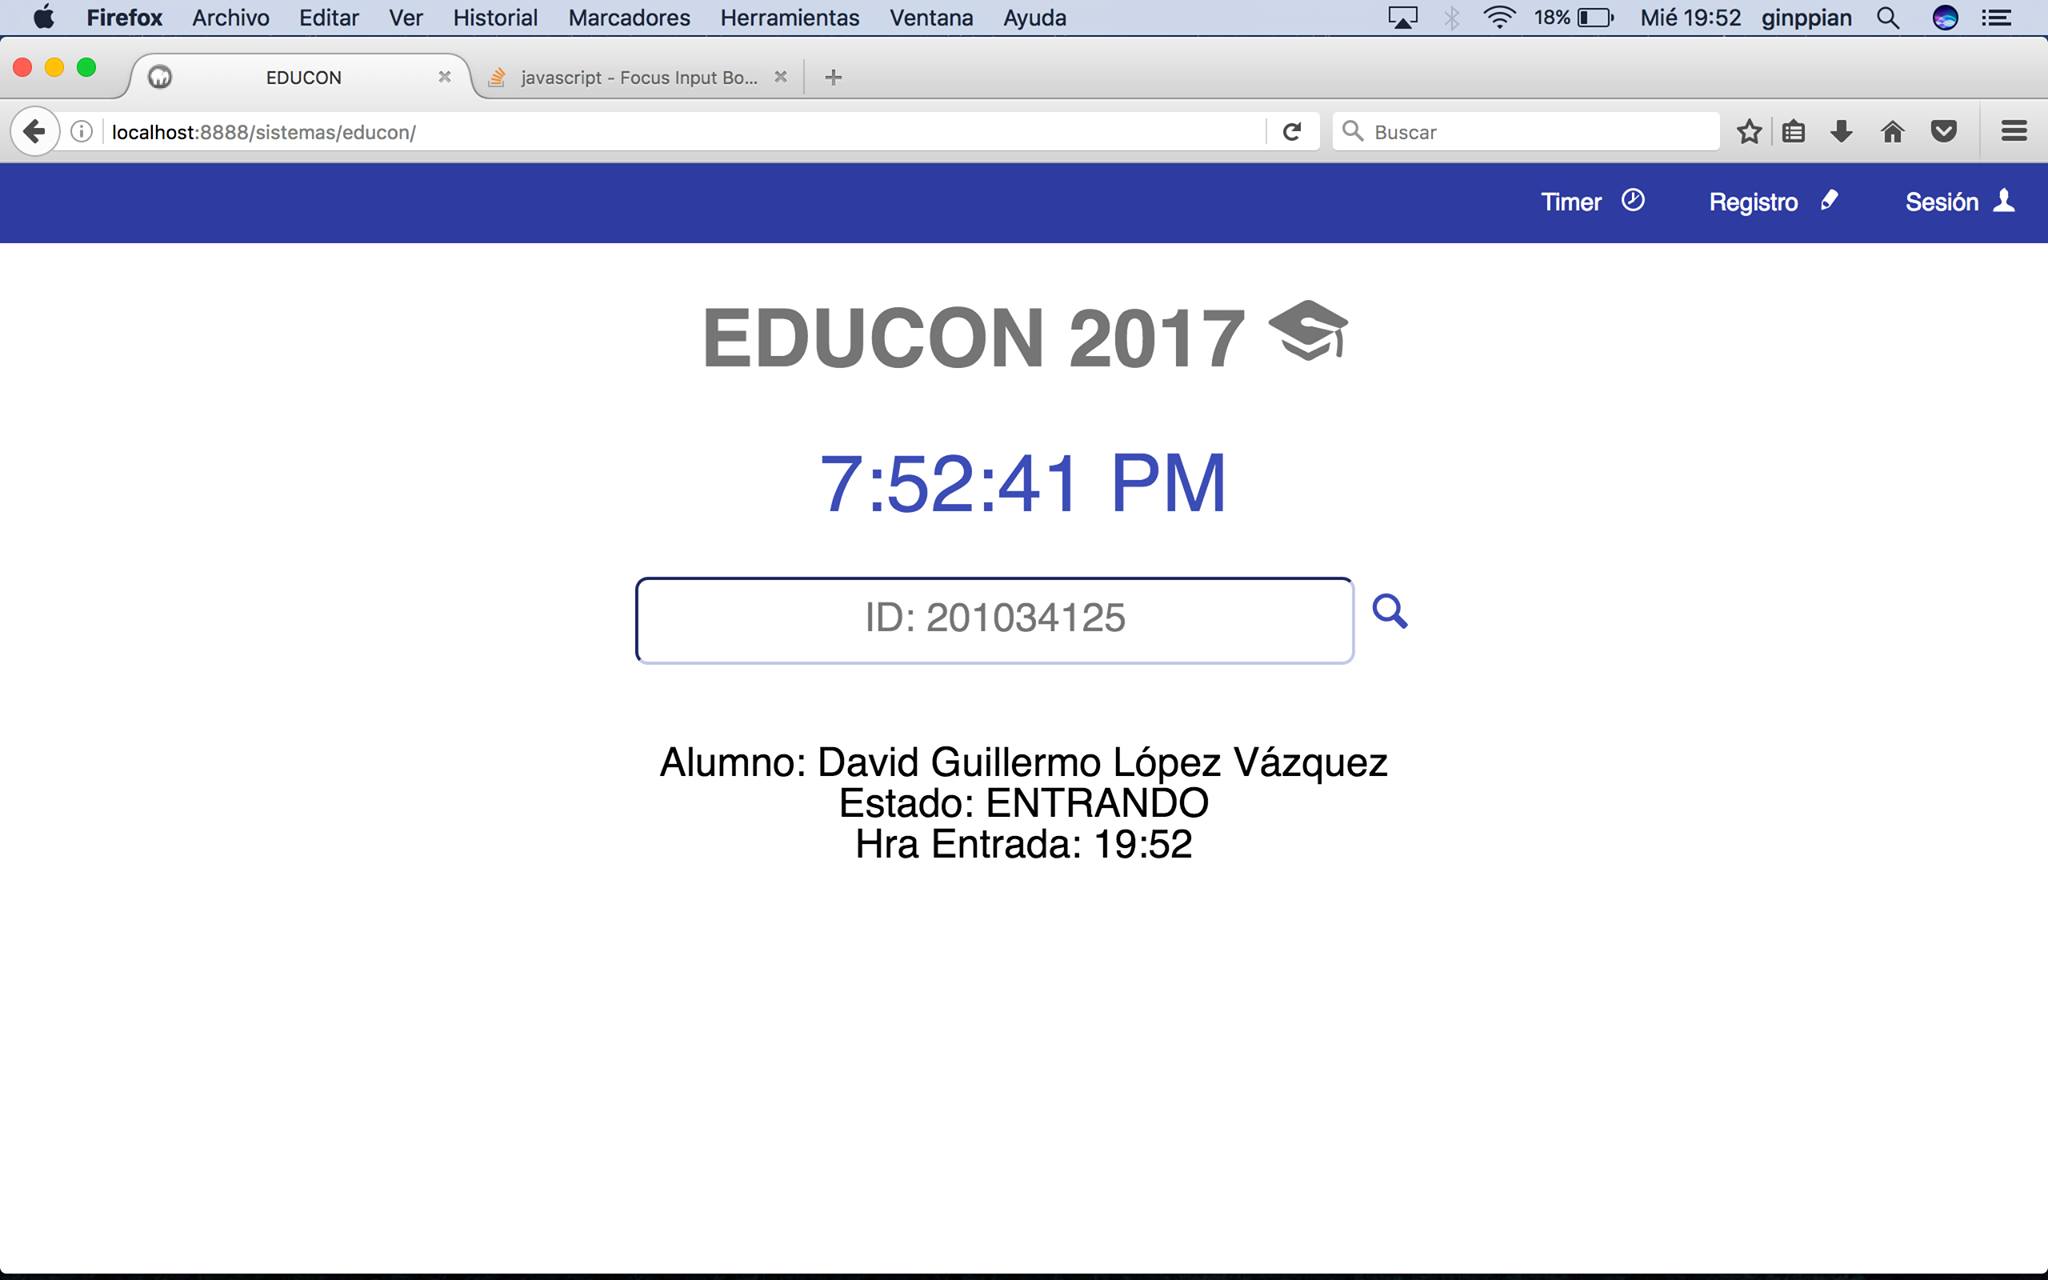 Firefox Archivo Editar Ver Historial Marcadores Herramientas Ventana Ayuda 18% Mié 19:52 ginppian
EDUCON javascript - Focus Input Bo...
localhost:8888/sistemas/educon/ Buscar
Timer Registro Sesión
EDUCON 2017
7:52:41 PM
ID: 201034125
Alumno: David Guillermo López Vázquez
Estado: ENTRANDO
Hra Entrada: 19:52